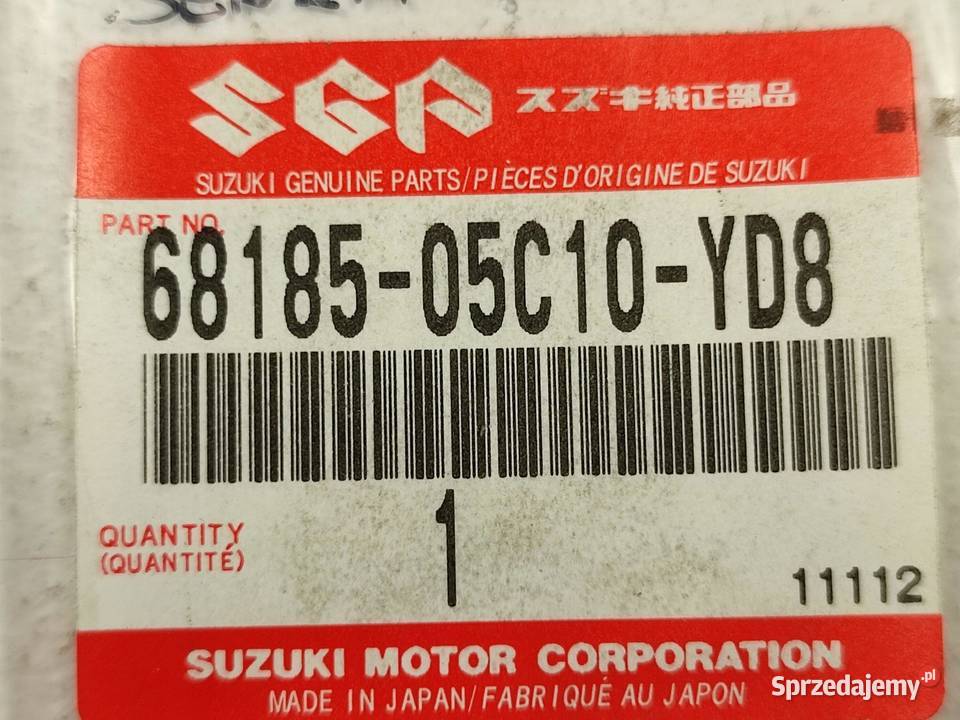 SGP スズキ純正部品
SUZUKI GENUINE PARTS/PIÈCES D'ORIGINE DE SUZUKI
PART NO.
68185-05C10-YD8
QUANTITY
(QUANTITÉ)
1
11112
SUZUKI MOTOR CORPORATION
MADE IN JAPAN/FABRIQUÉ AU JAPON
Sprzedajemy.pl